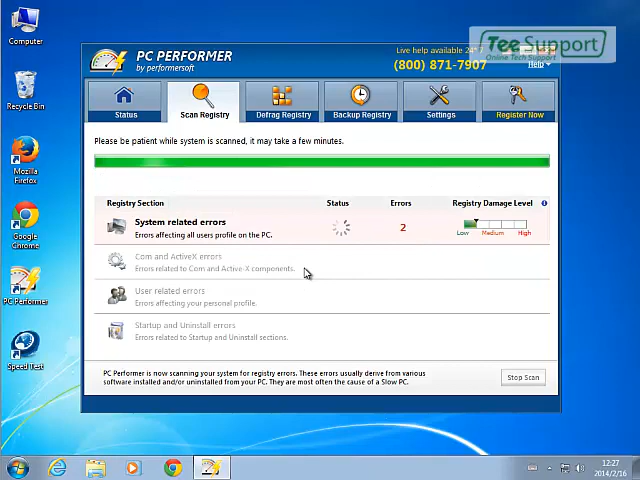 Computer
Recycle Bin
Mozilla
Firefox
Google
Chrome
PC Performer
Speed Test
PC PERFORMER
by performersoft
Live help available 24*7
(800) 871-7907
Help
TeeSupport
Online Tech Support
Status
Scan Registry
Defrag Registry
Backup Registry
Settings
Register Now
Please be patient while system is scanned, it may take a few minutes.
Registry Section Status Errors Registry Damage Level
System related errors
Errors affecting all users profile on the PC.
2
Low Medium High
Com and ActiveX errors
Errors related to Com and Active-X components.
User related errors
Errors affecting your personal profile.
Startup and Uninstall errors
Errors related to Startup and Uninstall sections.
PC Performer is now scanning your system for registry errors. These errors usually derive from various
software installed and/or uninstalled from your PC. They are most often the cause of a Slow PC.
Stop Scan
12:27
2014/2/16